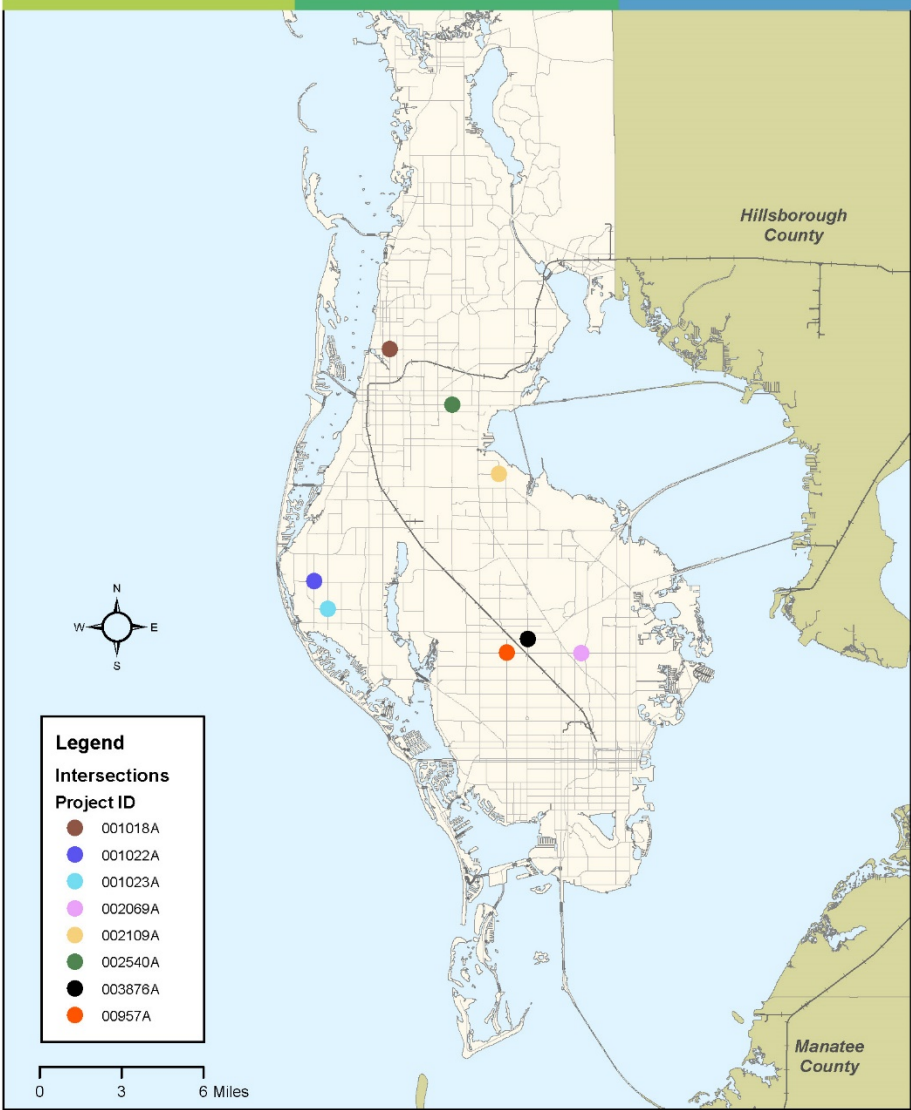 Hillsborough
County
N
W E
S
Legend
Intersections
Project ID
001018A
001022A
001023A
002069A
002109A
002540A
003876A
00957A
0 3 6 Miles
Manatee
County